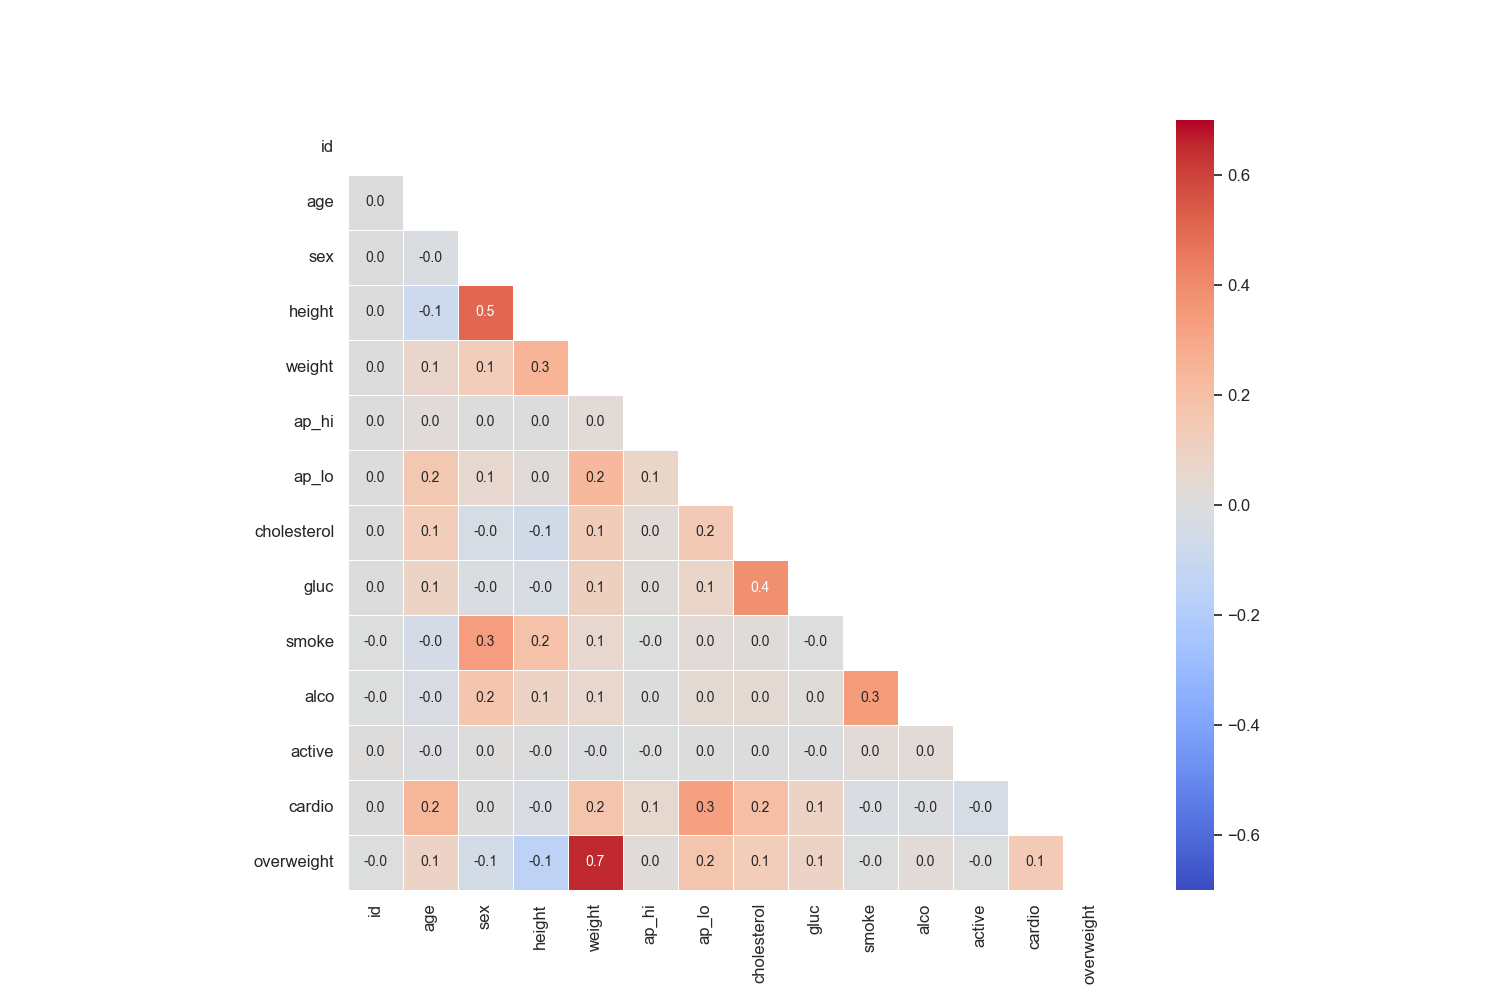 id
age 0.0
sex 0.0 -0.0
height 0.0 -0.1 0.5
weight 0.0 0.1 0.1 0.3
ap_hi 0.0 0.0 0.0 0.0 0.0
ap_lo 0.0 0.2 0.1 0.0 0.2 0.1
cholesterol 0.0 0.1 -0.0 -0.1 0.1 0.0 0.2
gluc 0.0 0.1 -0.0 -0.0 0.1 0.0 0.1 0.4
smoke -0.0 -0.0 0.3 0.2 0.1 -0.0 0.0 0.0 -0.0
alco -0.0 -0.0 0.2 0.1 0.1 0.0 0.0 0.0 0.0 0.3
active 0.0 -0.0 0.0 -0.0 -0.0 -0.0 0.0 0.0 -0.0 0.0 0.0
cardio 0.0 0.2 0.0 -0.0 0.2 0.1 0.3 0.2 0.1 -0.0 -0.0 -0.0
overweight -0.0 0.1 -0.1 -0.1 0.7 0.0 0.2 0.1 0.1 -0.0 0.0 -0.0 0.1
id age sex height weight ap_hi ap_lo cholesterol gluc smoke alco active cardio overweight
0.6
0.4
0.2
0.0
−0.2
−0.4
−0.6